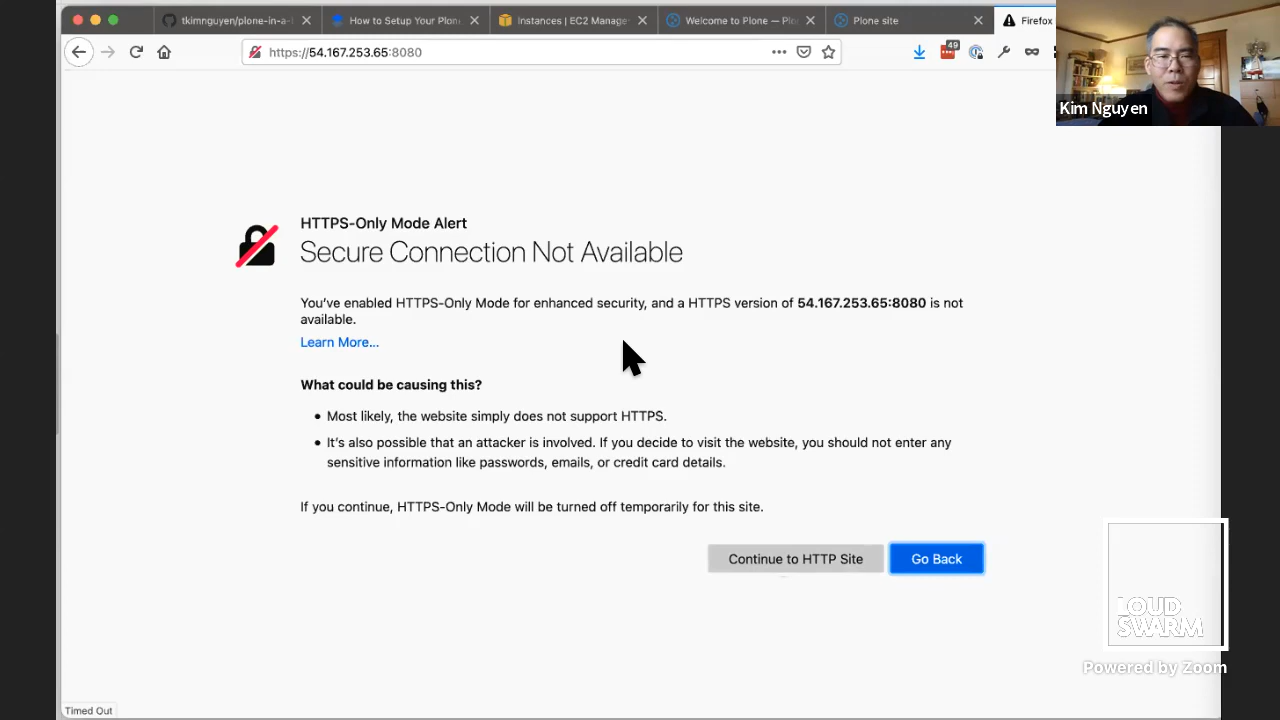 tkimnguyen/plone-in-a-
How to Setup Your Plon
Instances | EC2 Manage
Welcome to Plone — Plo
Plone site
Firefox
https://54.167.253.65:8080
49
Kim Nguyen
HTTPS-Only Mode Alert
Secure Connection Not Available
You've enabled HTTPS-Only Mode for enhanced security, and a HTTPS version of 54.167.253.65:8080 is not
available.
Learn More...
What could be causing this?
Most likely, the website simply does not support HTTPS.
It's also possible that an attacker is involved. If you decide to visit the website, you should not enter any
sensitive information like passwords, emails, or credit card details.
If you continue, HTTPS-Only Mode will be turned off temporarily for this site.
Continue to HTTP Site
Go Back
LOUD
SWARM
Powered by Zoom
Timed Out